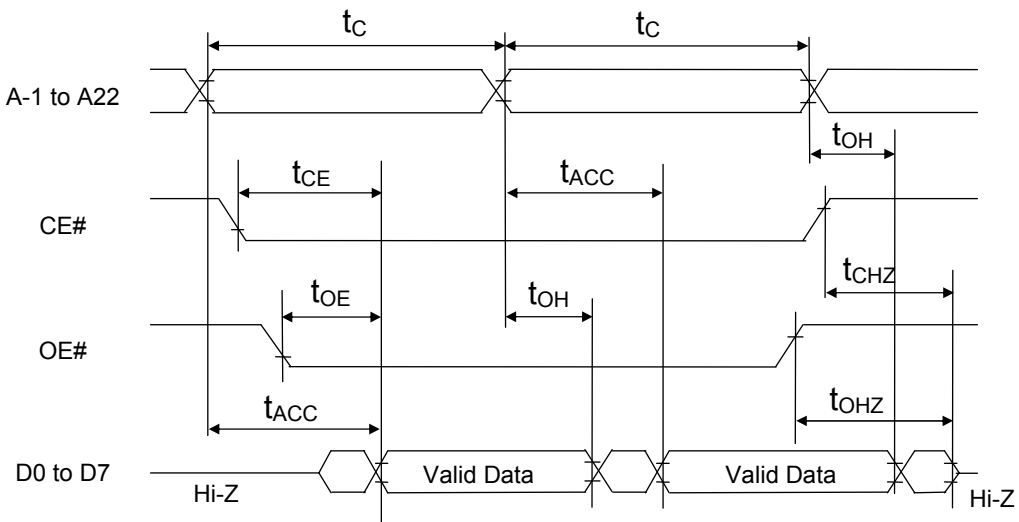 tC tC
A-1 to A22
tOH
tCE tACC
CE#
tCHZ
tOE tOH
OE#
tACC tOHZ
D0 to D7 Valid Data Valid Data
Hi-Z Hi-Z